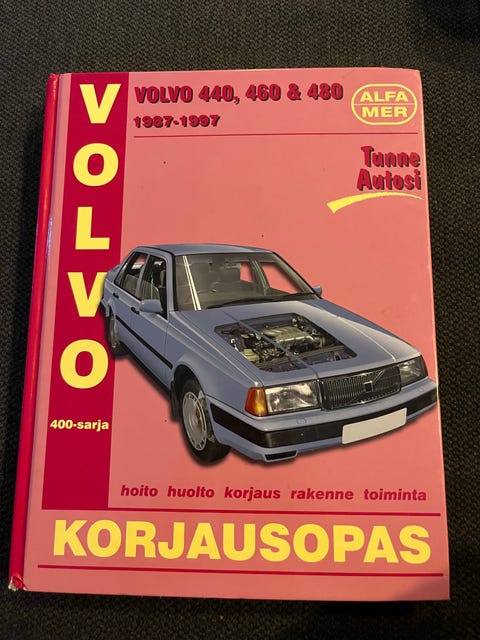 VOLVO
VOLVO 440, 460 & 480
1987-1997
ALFA
MER
Tunne
Autosi
400-sarja
hoito huolto korjaus rakenne toiminta
KORJAUSOPAS